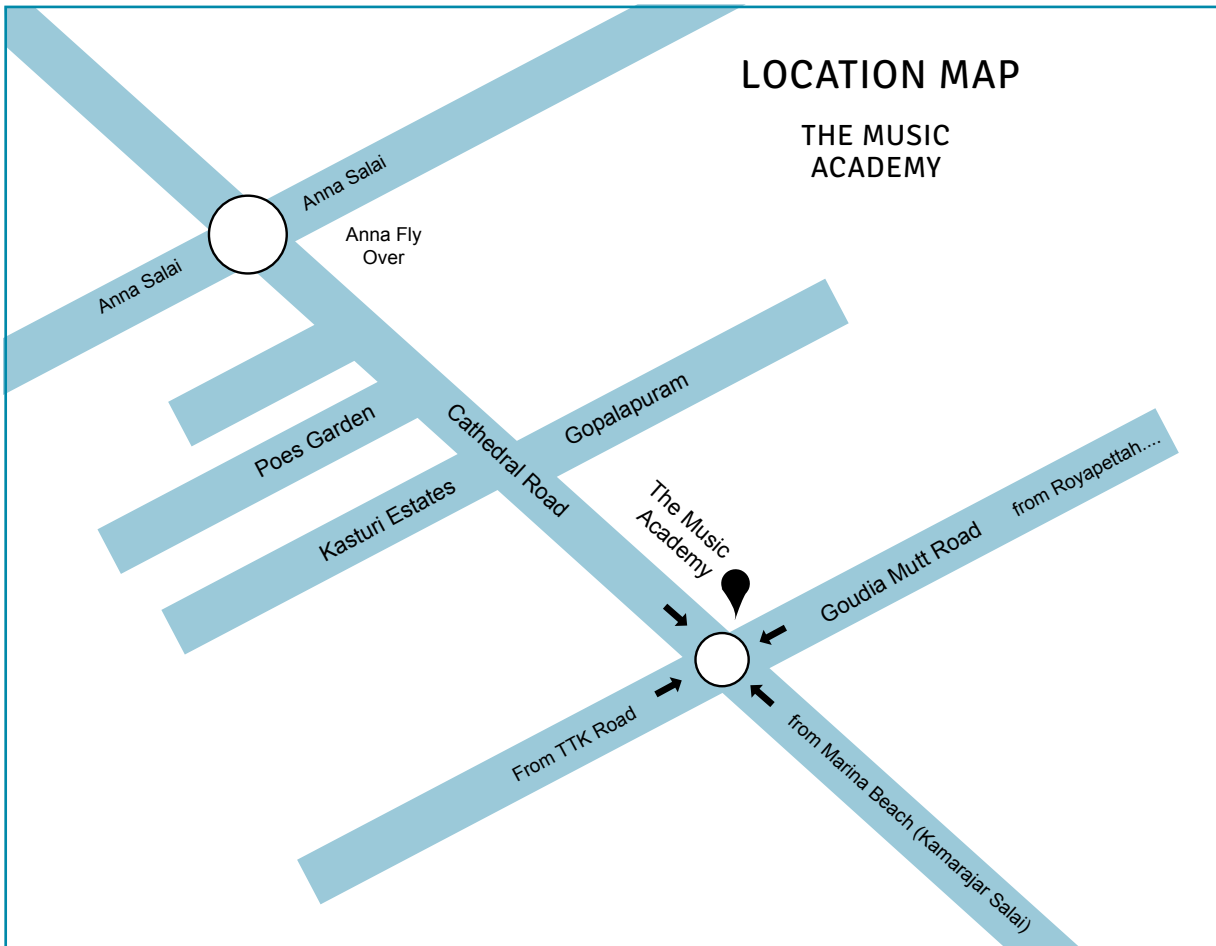 LOCATION MAP
THE MUSIC
ACADEMY
Anna Salai
Anna Salai
Anna Fly
Over
Poes Garden
Cathedral Road
Gopalapuram
Kasturi Estates
The Music
Academy
from Royapettah....
Goudia Mutt Road
From TTK Road
from Marina Beach (Kamarajar Salai)